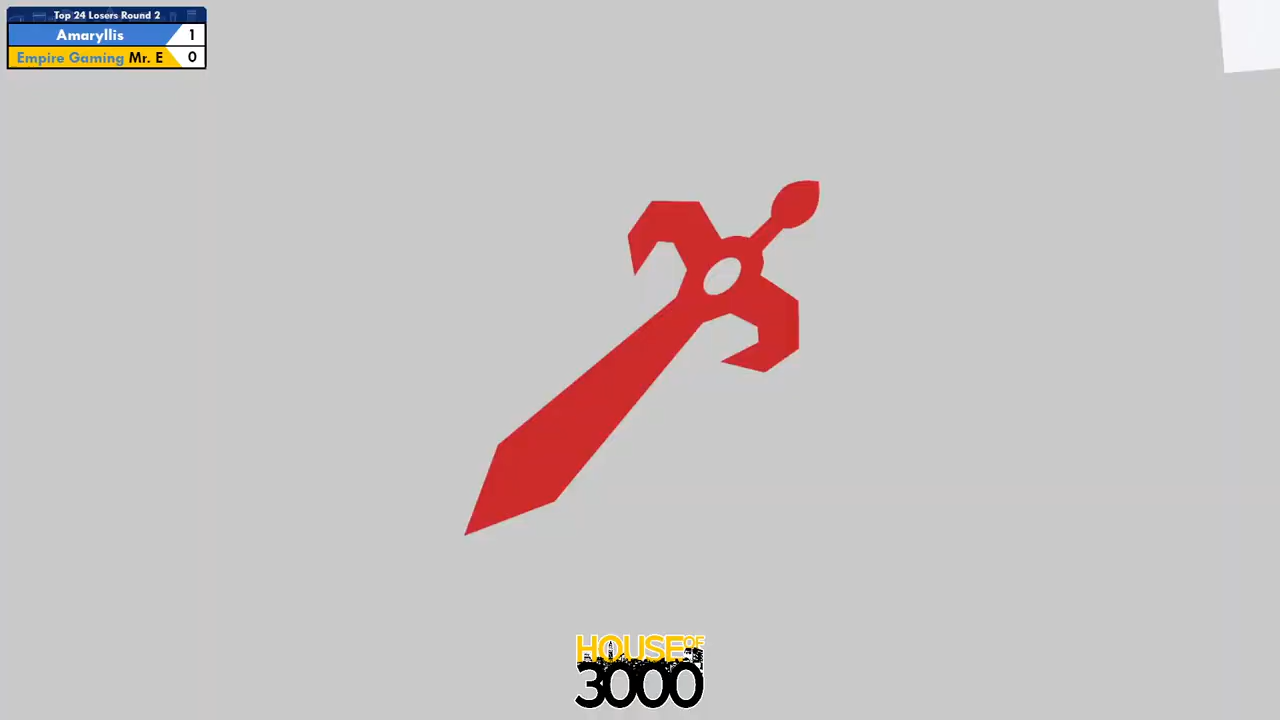 Top 24 Losers Round 2
Amaryllis 1
Empire Gaming Mr. E 0
HOUSE OF
3000